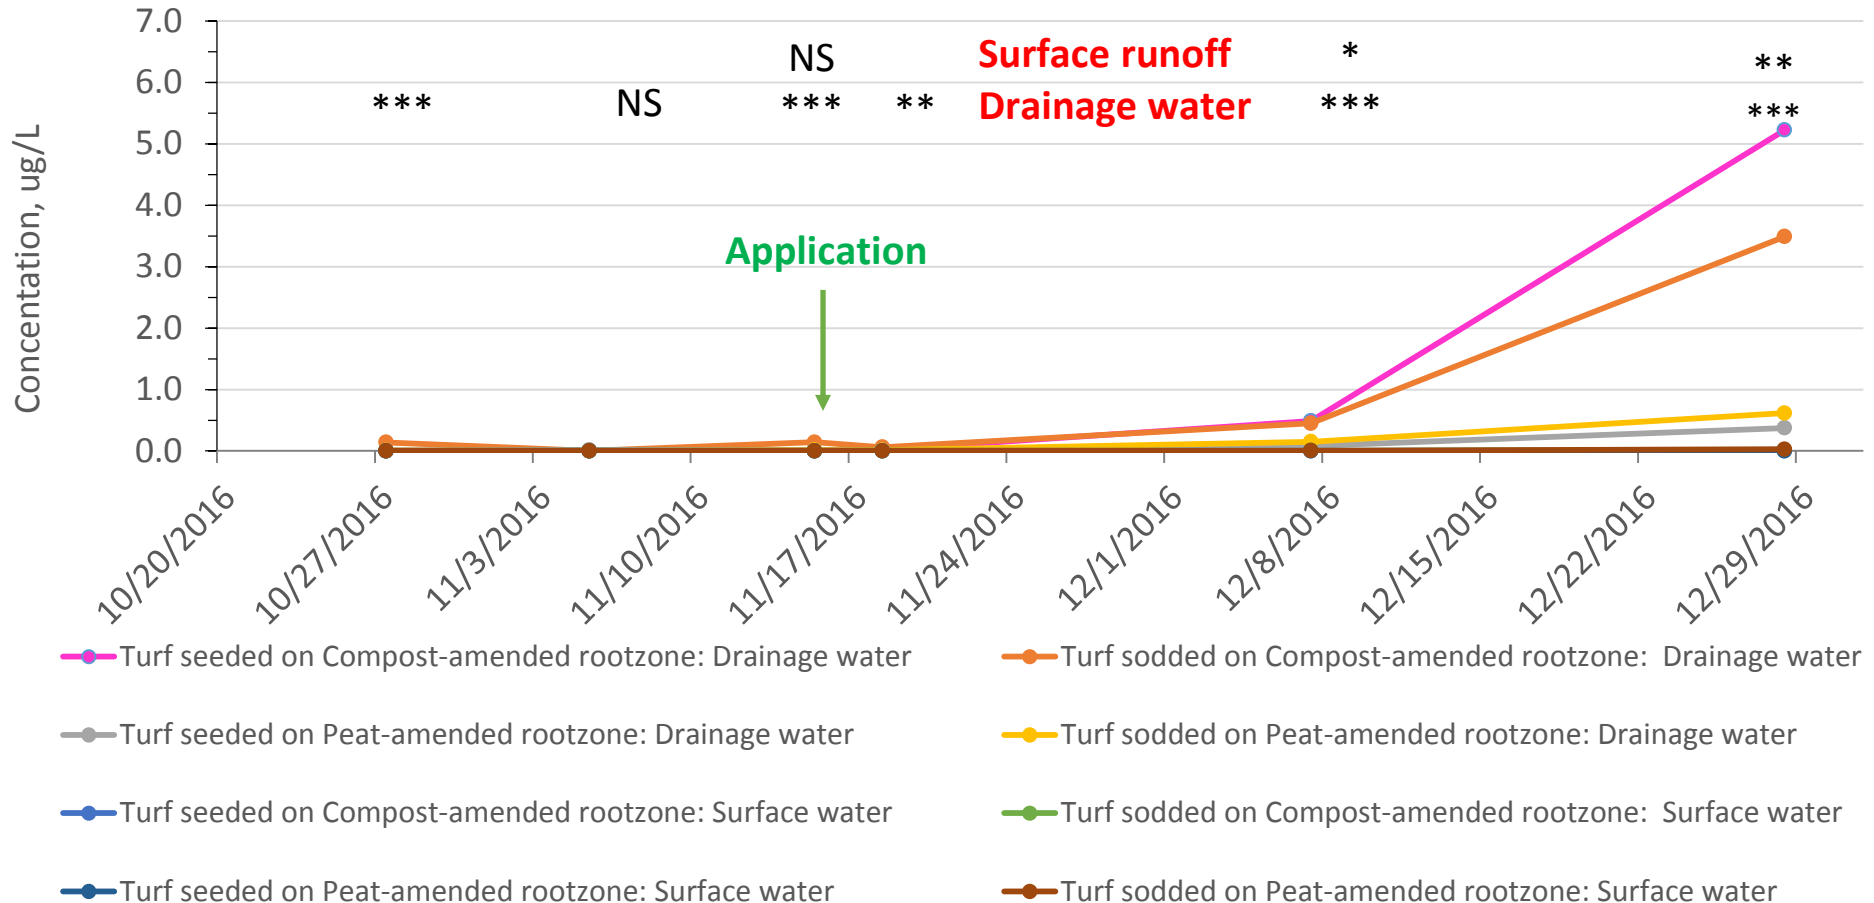 7.0
NS Surface runoff *
**
6.0
*** NS *** ** Drainage water *** ***
5.0
4.0
Application
3.0
2.0
1.0
0.0
Concentration, ug/L
10/20/2016 10/27/2016 11/3/2016 11/10/2016 11/17/2016 11/24/2016 12/1/2016 12/8/2016 12/15/2016 12/22/2016 12/29/2016
Turf seeded on Compost-amended rootzone: Drainage water
Turf sodded on Compost-amended rootzone: Drainage water
Turf seeded on Peat-amended rootzone: Drainage water
Turf sodded on Peat-amended rootzone: Drainage water
Turf seeded on Compost-amended rootzone: Surface water
Turf sodded on Compost-amended rootzone: Surface water
Turf seeded on Peat-amended rootzone: Surface water
Turf sodded on Peat-amended rootzone: Surface water